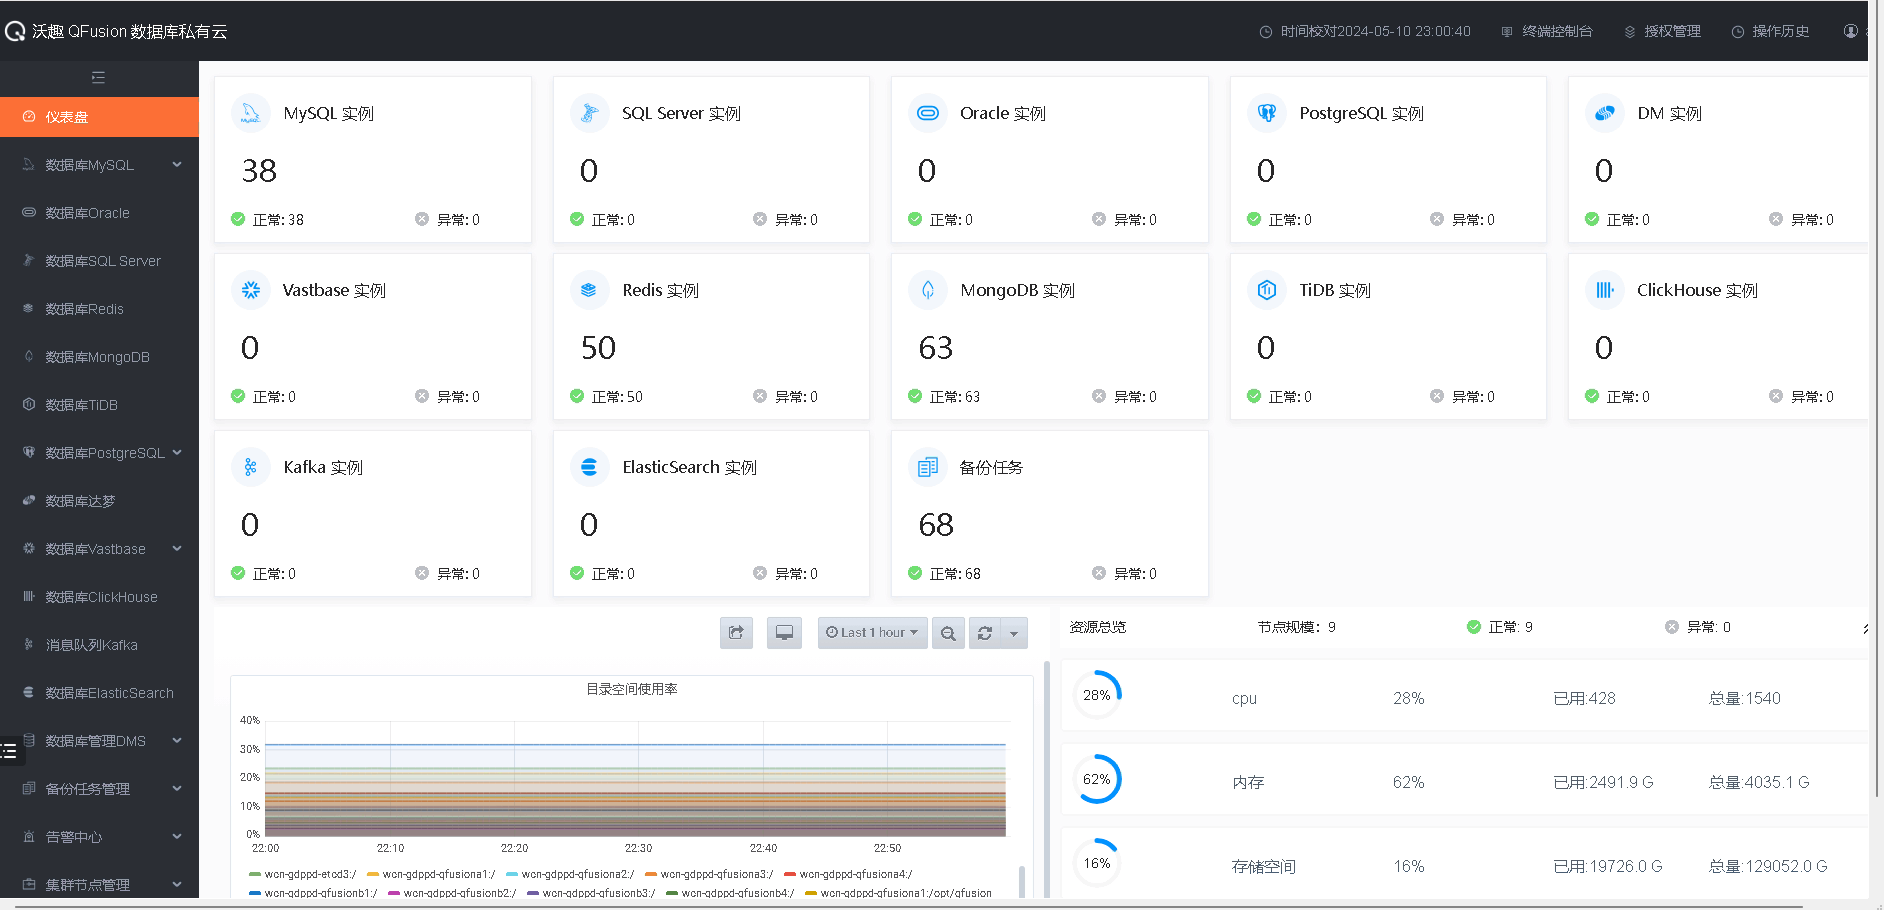 沃趣 QFusion 数据库私有云
时间校对2024-05-10 23:00:40
终端控制台
授权管理
操作历史
仪表盘
数据库MySQL
数据库Oracle
数据库SQL Server
数据库Redis
数据库MongoDB
数据库TiDB
数据库PostgreSQL
数据库达梦
数据库Vastbase
数据库ClickHouse
消息队列Kafka
数据库ElasticSearch
数据库管理DMS
备份任务管理
告警中心
集群节点管理
MySQL 实例
38
正常: 38 异常: 0
SQL Server 实例
0
正常: 0 异常: 0
Oracle 实例
0
正常: 0 异常: 0
PostgreSQL 实例
0
正常: 0 异常: 0
DM 实例
0
正常: 0 异常: 0
Vastbase 实例
0
正常: 0 异常: 0
Redis 实例
50
正常: 50 异常: 0
MongoDB 实例
63
正常: 63 异常: 0
TiDB 实例
0
正常: 0 异常: 0
ClickHouse 实例
0
正常: 0 异常: 0
Kafka 实例
0
正常: 0 异常: 0
ElasticSearch 实例
0
正常: 0 异常: 0
备份任务
68
正常: 68 异常: 0
Last 1 hour
目录空间使用率
40%
30%
20%
10%
0%
22:00 22:10 22:20 22:30 22:40 22:50
wcn-gdppd-etcd3:/ wcn-gdppd-qfusiona1:/ wcn-gdppd-qfusiona2:/ wcn-gdppd-qfusiona3:/ wcn-gdppd-qfusiona4:/
wcn-gdppd-qfusionb1:/ wcn-gdppd-qfusionb2:/ wcn-gdppd-qfusionb3:/ wcn-gdppd-qfusionb4:/ wcn-gdppd-qfusiona1:/opt/qfusion
资源总览 节点规模: 9 正常: 9 异常: 0
28% cpu 28% 已用:428 总量:1540
62% 内存 62% 已用:2491.9 G 总量:4035.1 G
16% 存储空间 16% 已用:19726.0 G 总量:129052.0 G